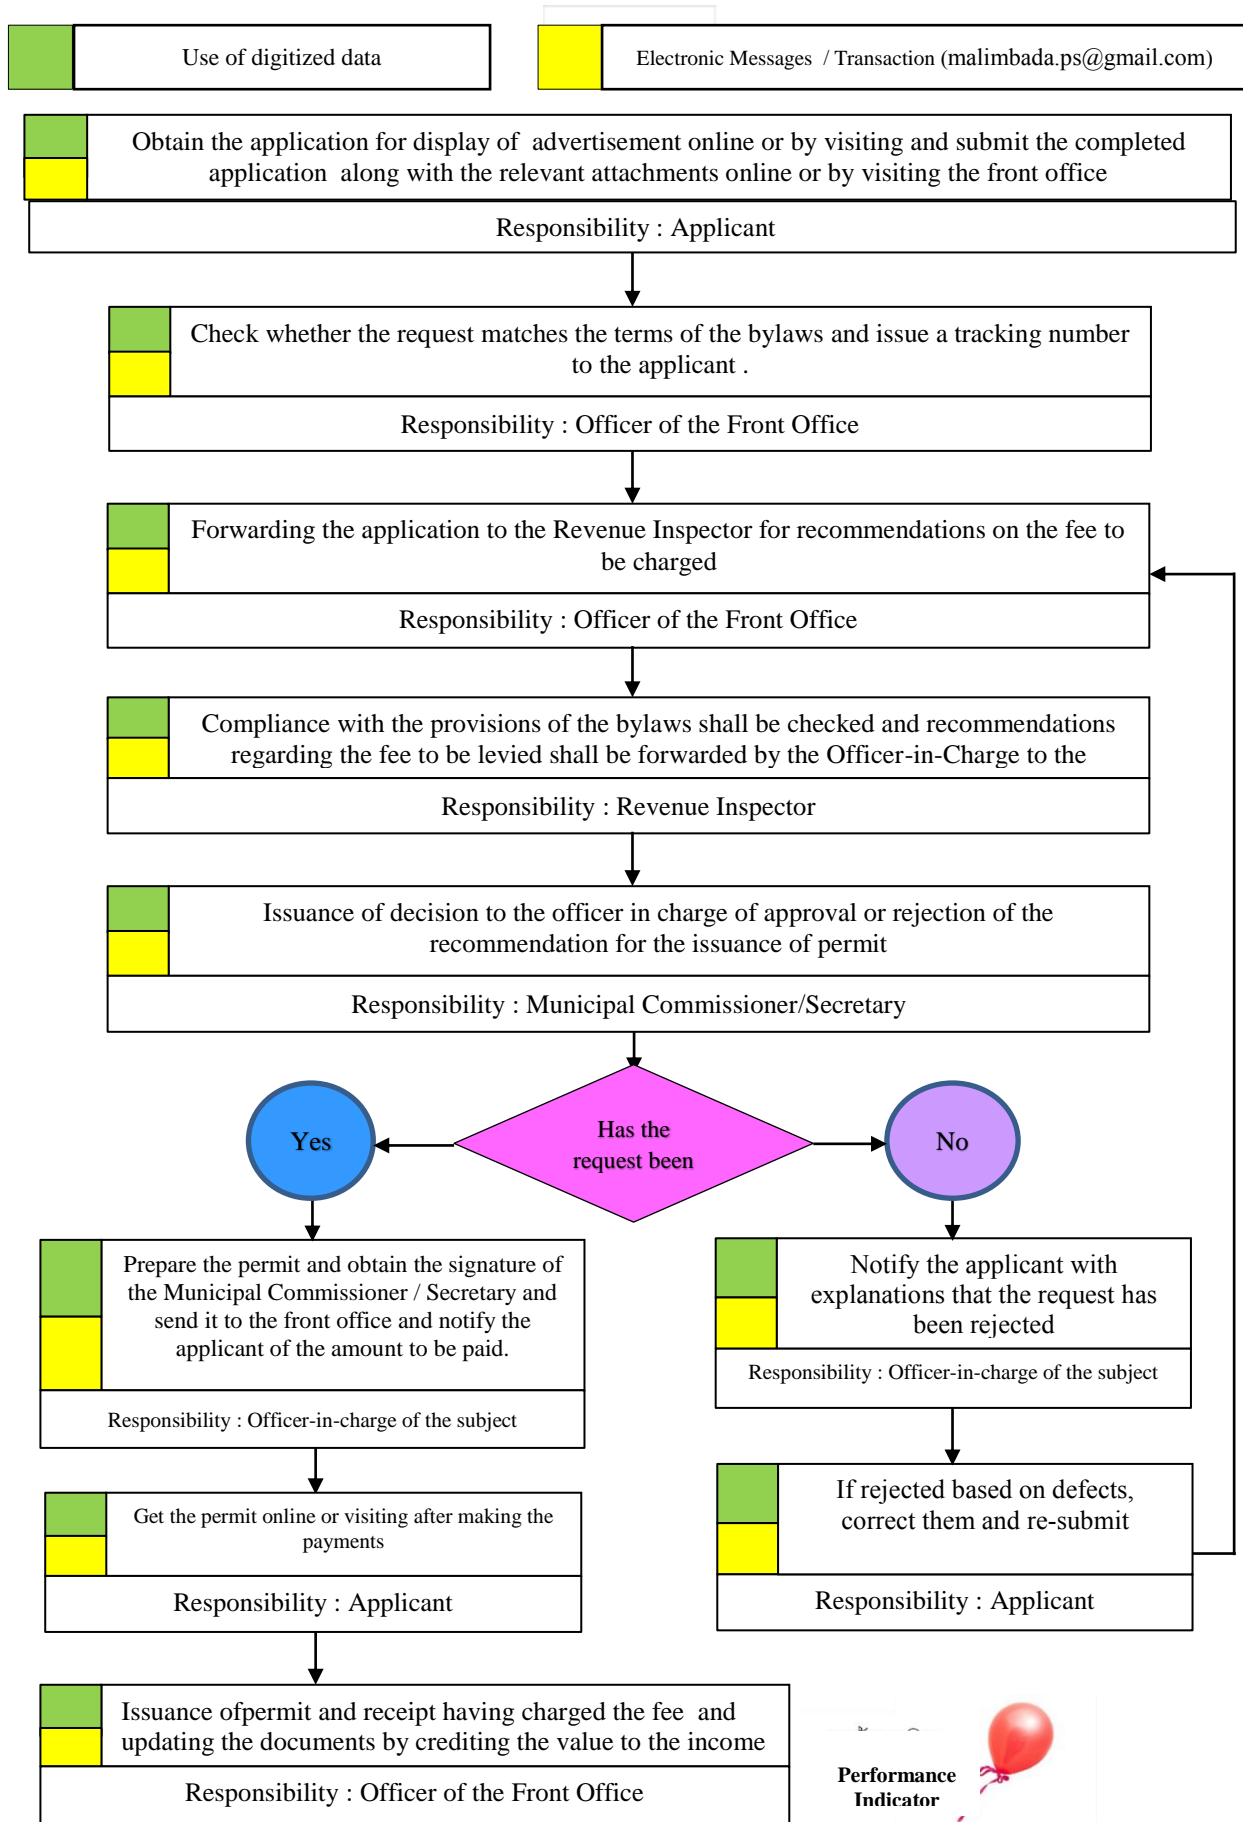 Use of digitized data
Electronic Messages / Transaction (malimbada.ps@gmail.com)
Obtain the application for display of advertisement online or by visiting and submit the completed
application along with the relevant attachments online or by visiting the front office
Responsibility : Applicant
Check whether the request matches the terms of the bylaws and issue a tracking number
to the applicant .
Responsibility : Officer of the Front Office
Forwarding the application to the Revenue Inspector for recommendations on the fee to
be charged
Responsibility : Officer of the Front Office
Compliance with the provisions of the bylaws shall be checked and recommendations
regarding the fee to be levied shall be forwarded by the Officer-in-Charge to the
Responsibility : Revenue Inspector
Issuance of decision to the officer in charge of approval or rejection of the
recommendation for the issuance of permit
Responsibility : Municipal Commissioner/Secretary
Has the
request been
Yes
No
Prepare the permit and obtain the signature of
the Municipal Commissioner / Secretary and
send it to the front office and notify the
applicant of the amount to be paid.
Responsibility : Officer-in-charge of the subject
Notify the applicant with
explanations that the request has
been rejected
Responsibility : Officer-in-charge of the subject
Get the permit online or visiting after making the
payments
Responsibility : Applicant
If rejected based on defects,
correct them and re-submit
Responsibility : Applicant
Issuance ofpermit and receipt having charged the fee and
updating the documents by crediting the value to the income
Responsibility : Officer of the Front Office
Performance
Indicator